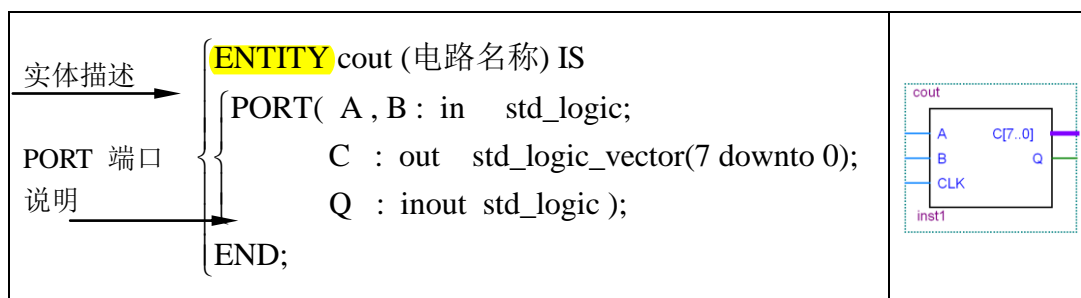 实体描述
ENTITY cout (电路名称) IS
PORT( A , B : in std_logic;
PORT 端口
说明
C : out std_logic_vector(7 downto 0);
Q : inout std_logic );
END;
cout
A C[7..0]
B Q
CLK
inst1